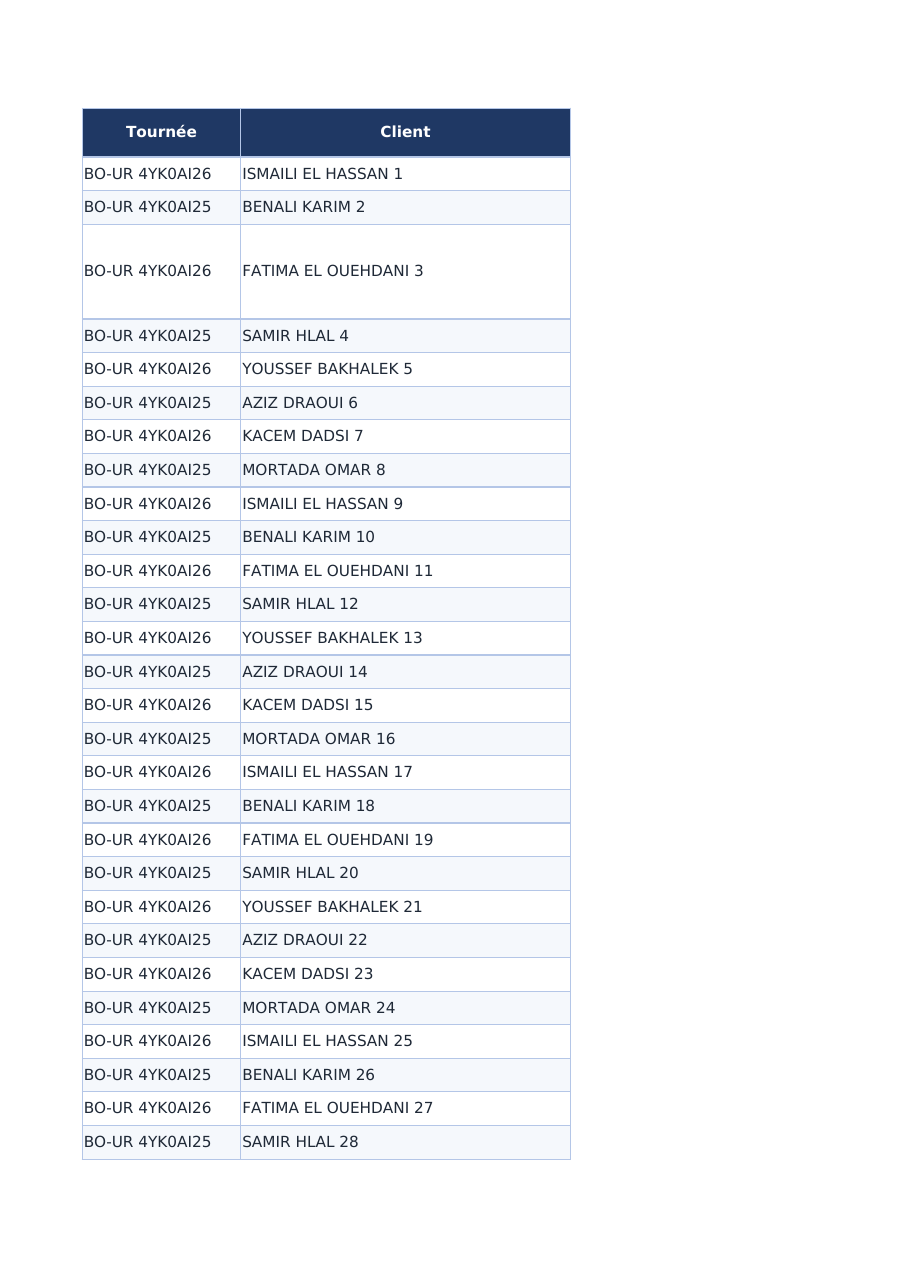 Tournée Client
BO-UR 4YK0AI26 ISMAILI EL HASSAN 1
BO-UR 4YK0AI25 BENALI KARIM 2
BO-UR 4YK0AI26 FATIMA EL OUEHDANI 3
BO-UR 4YK0AI25 SAMIR HLAL 4
BO-UR 4YK0AI26 YOUSSEF BAKHALEK 5
BO-UR 4YK0AI25 AZIZ DRAOUI 6
BO-UR 4YK0AI26 KACEM DADSI 7
BO-UR 4YK0AI25 MORTADA OMAR 8
BO-UR 4YK0AI26 ISMAILI EL HASSAN 9
BO-UR 4YK0AI25 BENALI KARIM 10
BO-UR 4YK0AI26 FATIMA EL OUEHDANI 11
BO-UR 4YK0AI25 SAMIR HLAL 12
BO-UR 4YK0AI26 YOUSSEF BAKHALEK 13
BO-UR 4YK0AI25 AZIZ DRAOUI 14
BO-UR 4YK0AI26 KACEM DADSI 15
BO-UR 4YK0AI25 MORTADA OMAR 16
BO-UR 4YK0AI26 ISMAILI EL HASSAN 17
BO-UR 4YK0AI25 BENALI KARIM 18
BO-UR 4YK0AI26 FATIMA EL OUEHDANI 19
BO-UR 4YK0AI25 SAMIR HLAL 20
BO-UR 4YK0AI26 YOUSSEF BAKHALEK 21
BO-UR 4YK0AI25 AZIZ DRAOUI 22
BO-UR 4YK0AI26 KACEM DADSI 23
BO-UR 4YK0AI25 MORTADA OMAR 24
BO-UR 4YK0AI26 ISMAILI EL HASSAN 25
BO-UR 4YK0AI25 BENALI KARIM 26
BO-UR 4YK0AI26 FATIMA EL OUEHDANI 27
BO-UR 4YK0AI25 SAMIR HLAL 28